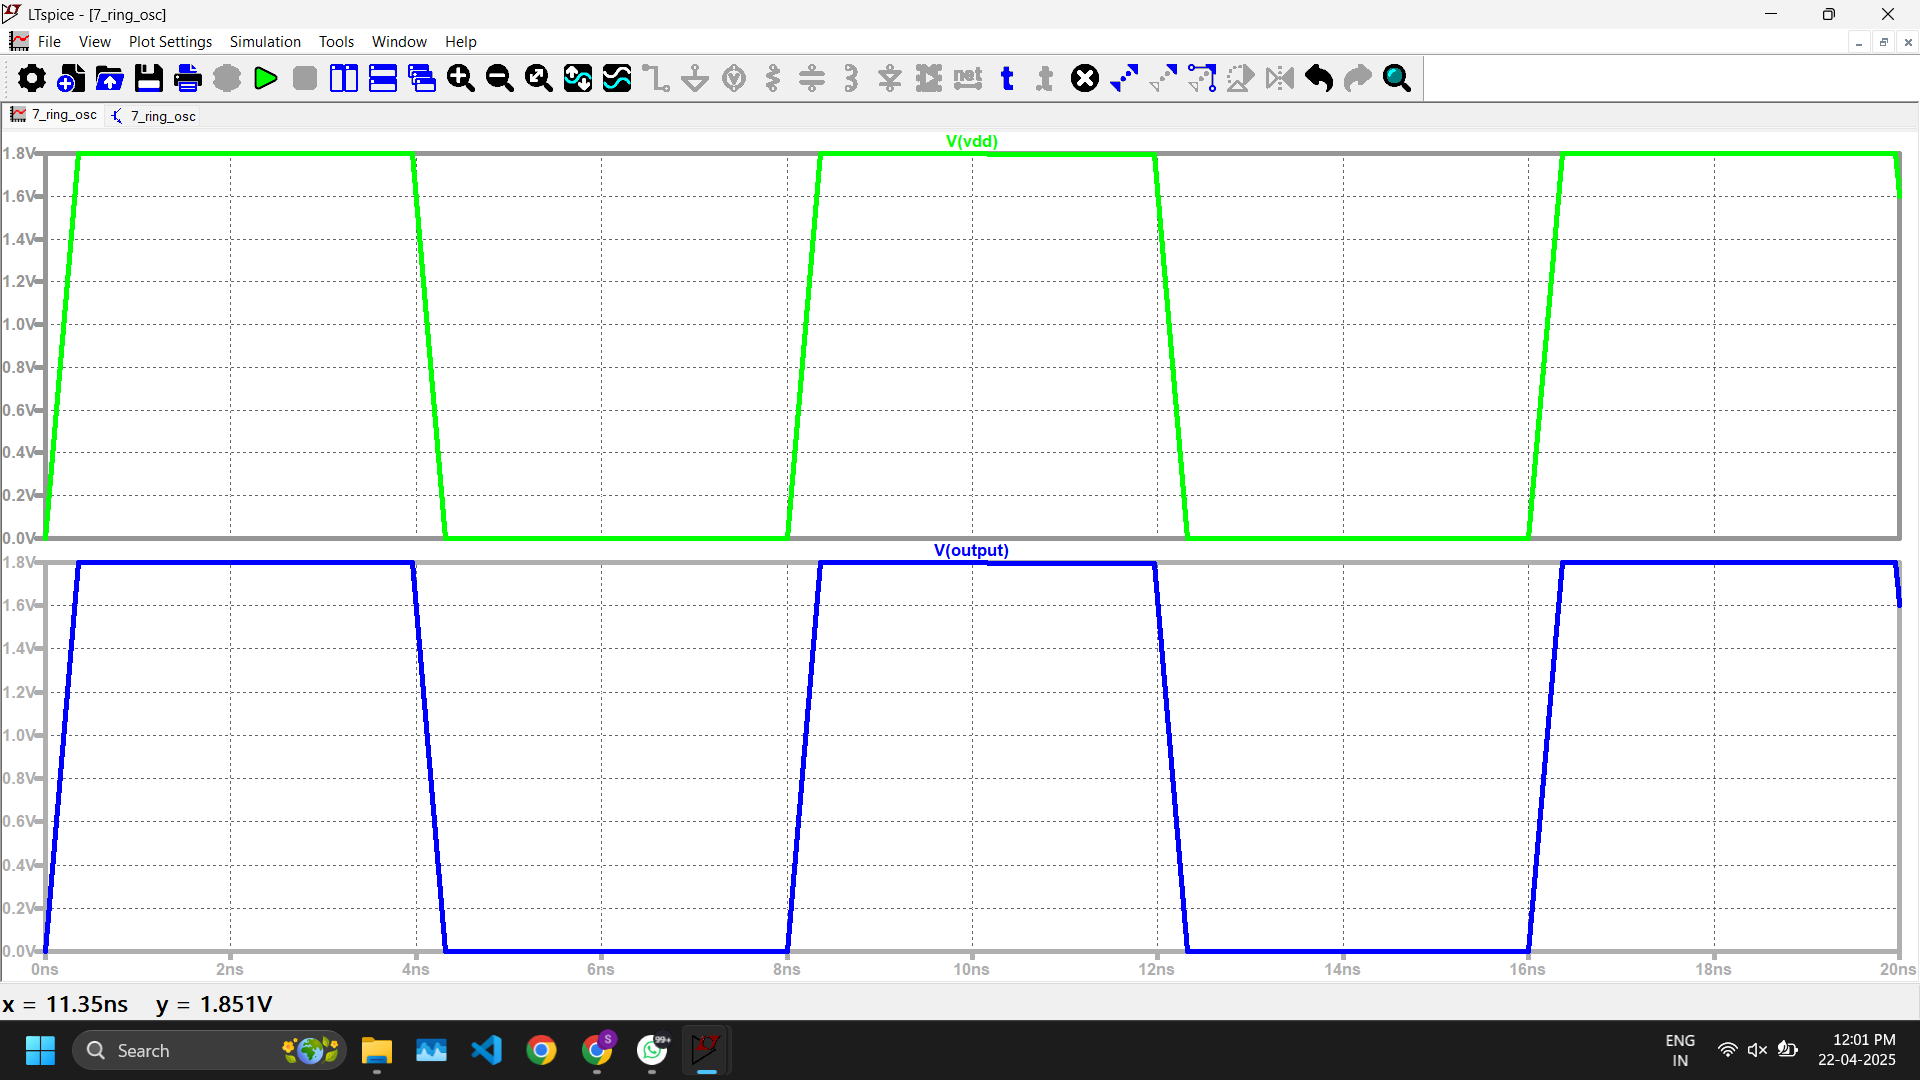 LTspice - [7_ring_osc]
File View Plot Settings Simulation Tools Window Help
net t t
7_ring_osc 7_ring_osc
V(vdd)
1.8V
1.6V
1.4V
1.2V
1.0V
0.8V
0.6V
0.4V
0.2V
0.0V
V(output)
1.8V
1.6V
1.4V
1.2V
1.0V
0.8V
0.6V
0.4V
0.2V
0.0V
0ns 2ns 4ns 6ns 8ns 10ns 12ns 14ns 16ns 18ns 20ns
x = 11.35ns y = 1.851V
Search S 99+ ENG IN 12:01 PM
22-04-2025